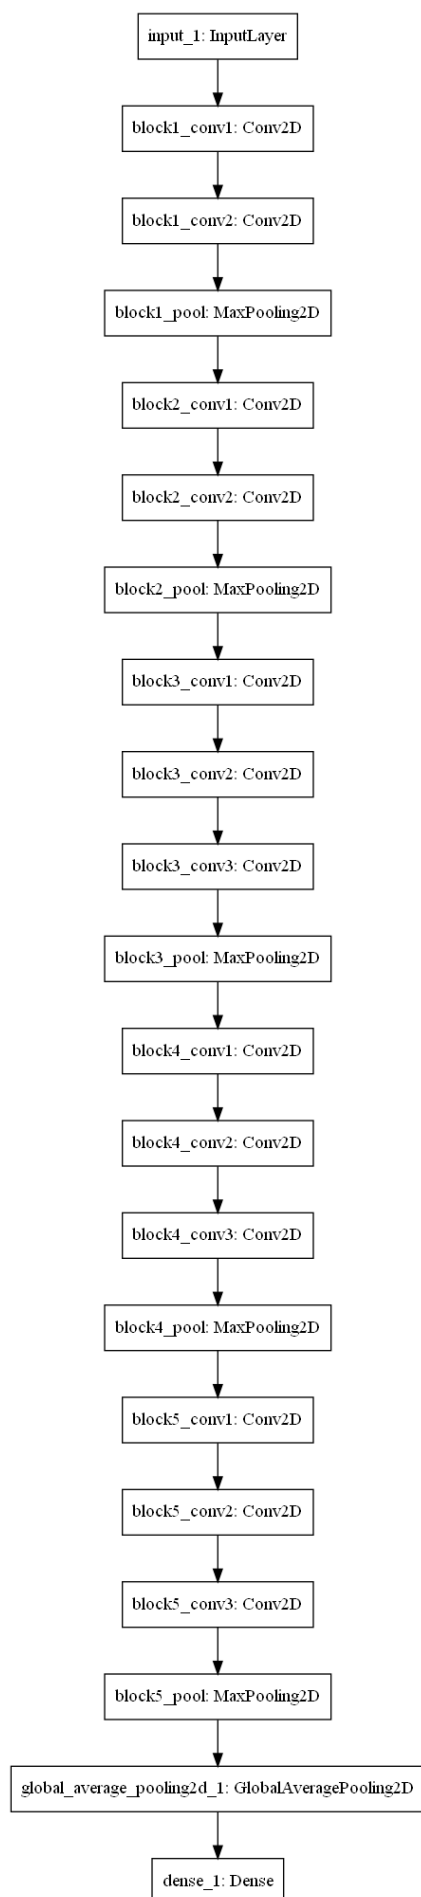 input_1: InputLayer
block1_conv1: Conv2D
block1_conv2: Conv2D
block1_pool: MaxPooling2D
block2_conv1: Conv2D
block2_conv2: Conv2D
block2_pool: MaxPooling2D
block3_conv1: Conv2D
block3_conv2: Conv2D
block3_conv3: Conv2D
block3_pool: MaxPooling2D
block4_conv1: Conv2D
block4_conv2: Conv2D
block4_conv3: Conv2D
block4_pool: MaxPooling2D
block5_conv1: Conv2D
block5_conv2: Conv2D
block5_conv3: Conv2D
block5_pool: MaxPooling2D
global_average_pooling2d_1: GlobalAveragePooling2D
dense_1: Dense